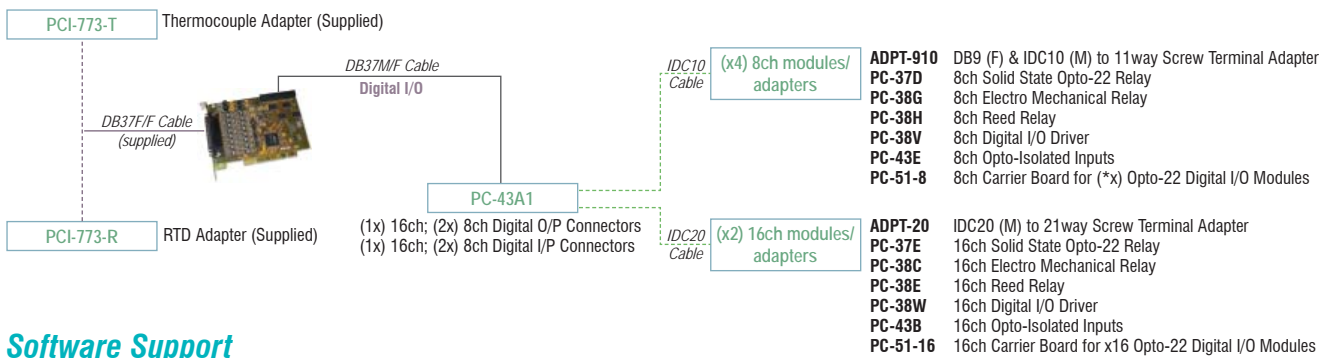 PCI-773-T
Thermocouple Adapter (Supplied)
DB37F/F Cable
(supplied)
PCI-773-R
RTD Adapter (Supplied)
DB37M/F Cable
Digital I/O
PC-43A1
(1x) 16ch; (2x) 8ch Digital O/P Connectors
(1x) 16ch; (2x) 8ch Digital I/P Connectors
IDC10
Cable
(x4) 8ch modules/
adapters
ADPT-910 DB9 (F) & IDC10 (M) to 11way Screw Terminal Adapter
PC-37D 8ch Solid State Opto-22 Relay
PC-38G 8ch Electro Mechanical Relay
PC-38H 8ch Reed Relay
PC-38V 8ch Digital I/O Driver
PC-43E 8ch Opto-Isolated Inputs
PC-51-8 8ch Carrier Board for (*x) Opto-22 Digital I/O Modules
IDC20
Cable
(x2) 16ch modules/
adapters
ADPT-20 IDC20 (M) to 21way Screw Terminal Adapter
PC-37E 16ch Solid State Opto-22 Relay
PC-38C 16ch Electro Mechanical Relay
PC-38E 16ch Reed Relay
PC-38W 16ch Digital I/O Driver
PC-43B 16ch Opto-Isolated Inputs
PC-51-16 16ch Carrier Board for x16 Opto-22 Digital I/O Modules
Software Support